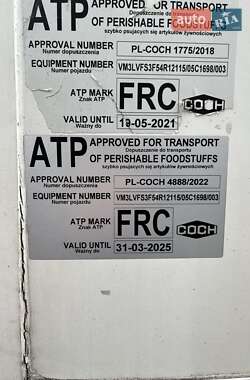 AUTO RIA
ATP APPROVED FOR TRANSPORT
Dopuszczenie do transportu
OF PERISHABLE FOODSTUFFS
szybko psujących się artykułów żywnościowych
APPROVAL NUMBER PL-COCH 1775/2018
Numer dopuszczenia
EQUIPMENT NUMBER VM3LVFS3F54R12115/05C1698/003
Numer pojazdu
ATP MARK FRC COCH
Znak ATP
VALID UNTIL 19-05-2021
Ważny do
ATP APPROVED FOR TRANSPORT
Dopuszczenie do transportu
OF PERISHABLE FOODSTUFFS
szybko psujących się artykułów żywnościowych
APPROVAL NUMBER PL-COCH 4888/2022
Numer dopuszczenia
EQUIPMENT NUMBER VM3LVFS3F54R12115/05C1698/003
Numer pojazdu
ATP MARK FRC COCH
Znak ATP
VALID UNTIL 31-03-2025
Ważny do